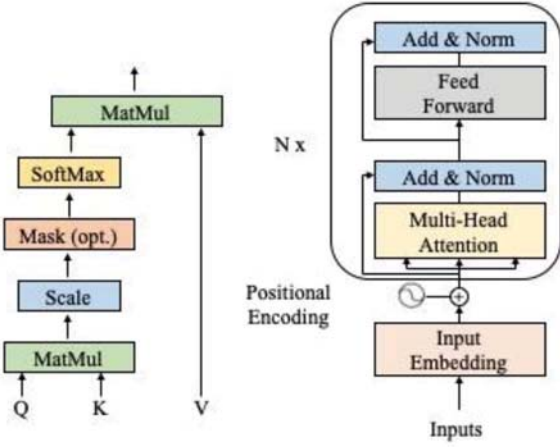 MatMul
SoftMax
Mask (opt.)
Scale
MatMul
Q
K
V
Add & Norm
Feed
Forward
N x
Add & Norm
Multi-Head
Attention
Positional
Encoding
Input
Embedding
Inputs